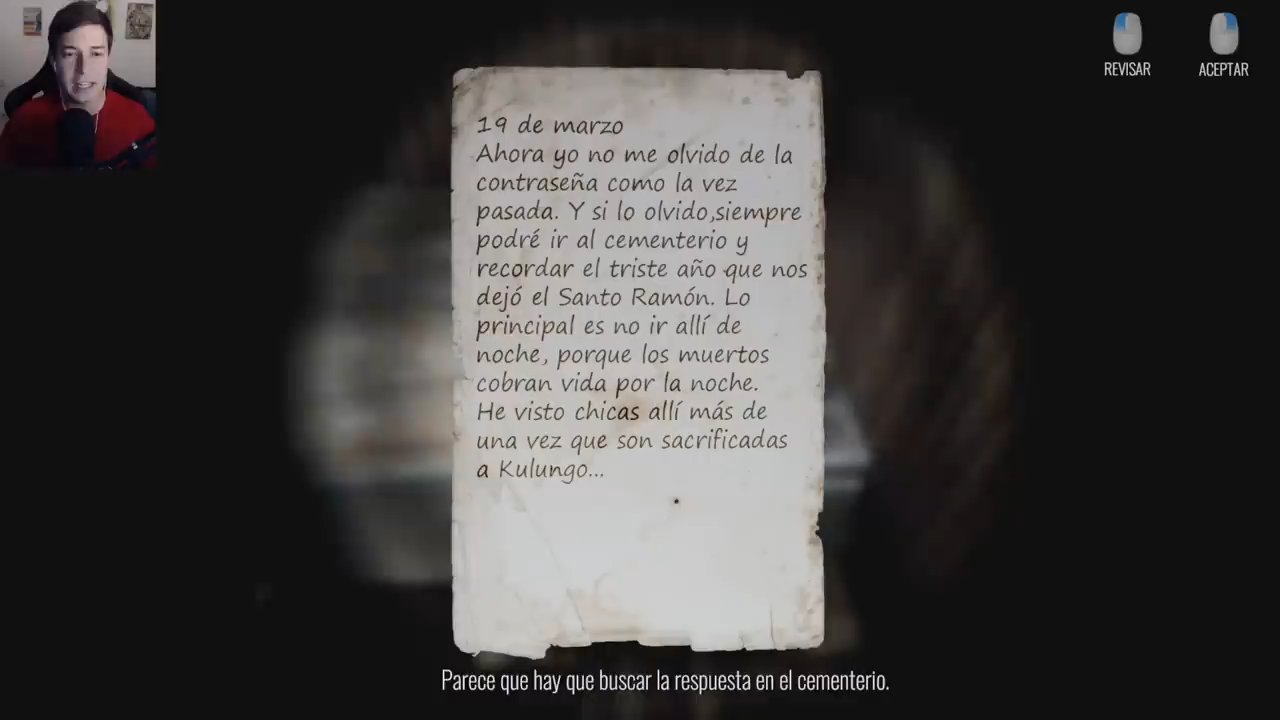 REVISAR
ACEPTAR
19 de marzo
Ahora yo no me olvido de la
contraseña como la vez
pasada. Y si lo olvido,siempre
podré ir al cementerio y
recordar el triste año que nos
dejó el Santo Ramón. Lo
principal es no ir allí de
noche, porque los muertos
cobran vida por la noche.
He visto chicas allí más de
una vez que son sacrificadas
a Kulungo...
Parece que hay que buscar la respuesta en el cementerio.